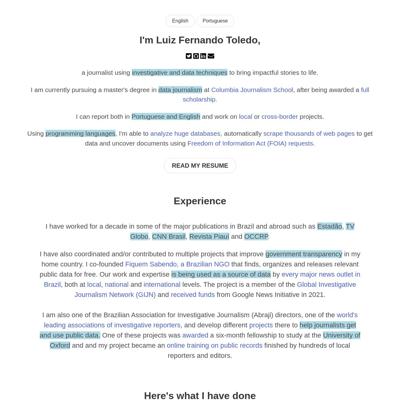 English Portuguese
I'm Luiz Fernando Toledo,
a journalist using investigative and data techniques to bring impactful stories to life.
I am currently pursuing a master's degree in data journalism at Columbia Journalism School, after being awarded a full
scholarship.
I can report both in Portuguese and English and work on local or cross-border projects.
Using programming languages, I'm able to analyze huge databases, automatically scrape thousands of web pages to get
data and uncover documents using Freedom of Information Act (FOIA) requests.
READ MY RESUME
Experience
I have worked for a decade in some of the major publications in Brazil and abroad such as Estadão, TV
Globo, CNN Brasil, Revista Piauí and OCCRP.
I have also coordinated and/or contributed to multiple projects that improve government transparency in my
home country. I co-founded Fiquem Sabendo, a Brazilian NGO that finds, organizes and releases relevant
public data for free. Our work and expertise is being used as a source of data by every major news outlet in
Brazil, both at local, national and international levels. The project is a member of the Global Investigative
Journalism Network (GIJN) and received funds from Google News Initiative in 2021.
I am also one of the Brazilian Association for Investigative Journalism (Abraji) directors, one of the world's
leading associations of investigative reporters, and develop different projects there to help journalists get
and use public data. One of these projects was awarded a six-month fellowship to study at the University of
Oxford and and my project became an online training on public records finished by hundreds of local
reporters and editors.
Here's what I have done